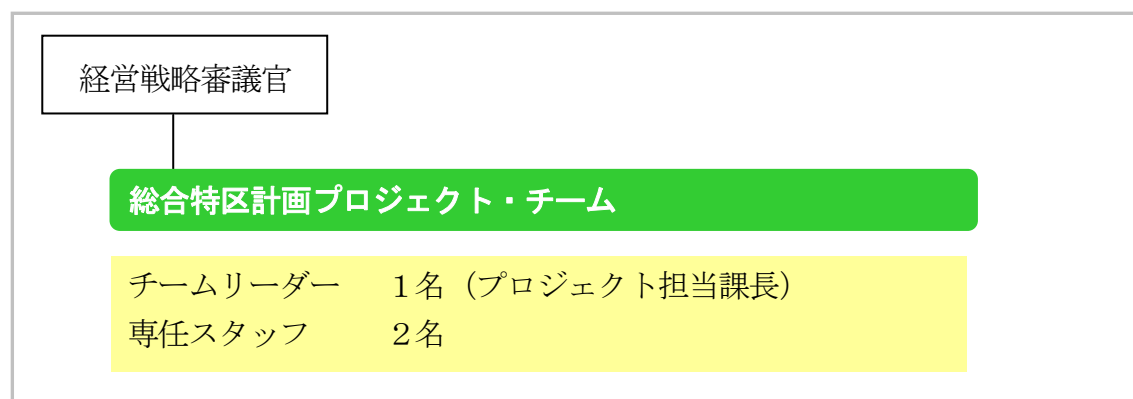 経営戦略審議官
総合特区計画プロジェクト・チーム
チームリーダー　　１名（プロジェクト担当課長）
専任スタッフ　　　２名